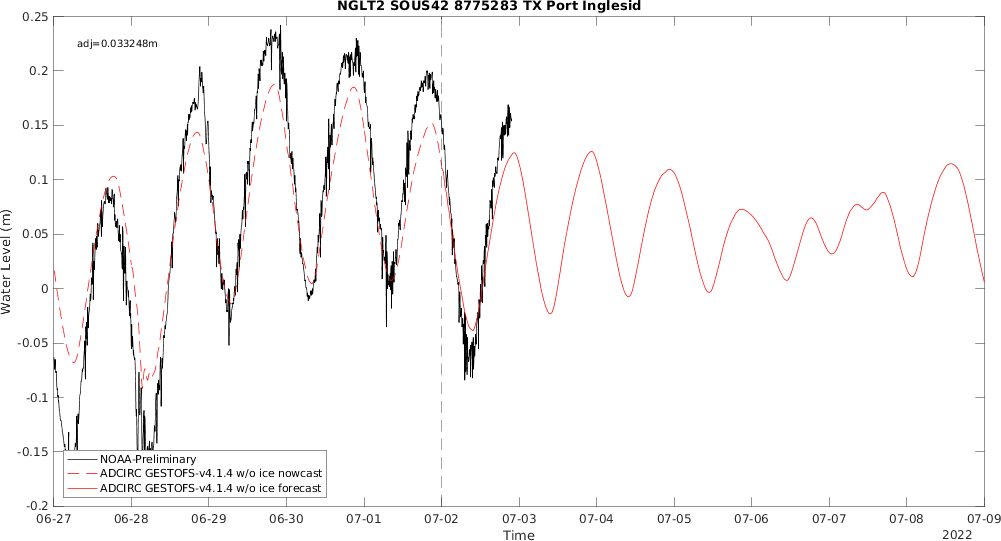 NGLT2 SOUS42 8775283 TX Port Inglesid
adj=0.033248m
0.25
0.2
0.15
0.1
0.05
0
-0.05
-0.1
-0.15
-0.2
Water Level (m)
NOAA-Preliminary
ADCIRC GESTOFS-v4.1.4 w/o ice nowcast
ADCIRC GESTOFS-v4.1.4 w/o ice forecast
06-27 06-28 06-29 06-30 07-01 07-02 07-03 07-04 07-05 07-06 07-07 07-08 07-09
Time
2022